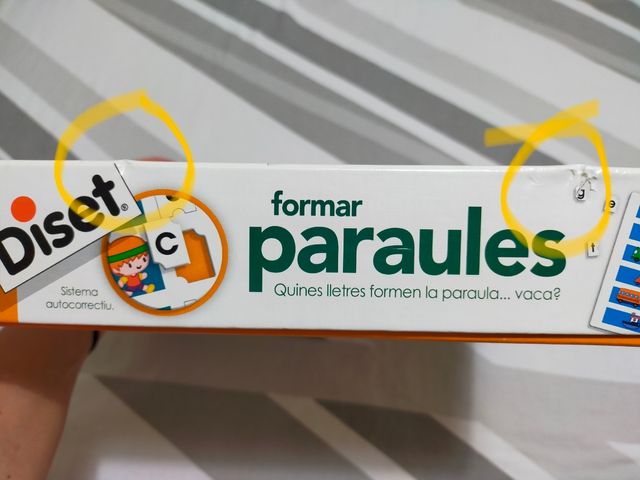 Diset®
Sistema
autocorrectiu.
c
formar
paraules
Quines lletres formen la paraula... vaca?
g
e
t